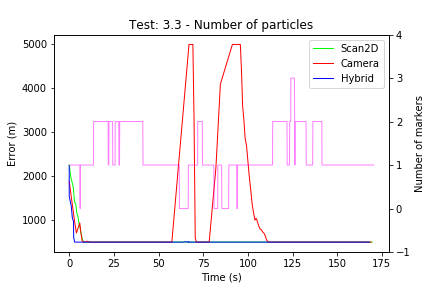 Test: 3.3 - Number of particles
Scan2D
Camera
Hybrid
Error (m)
5000
4000
3000
2000
1000
4
3
2
1
0
−1
Number of markers
0
25
50
75
100
125
150
175
Time (s)